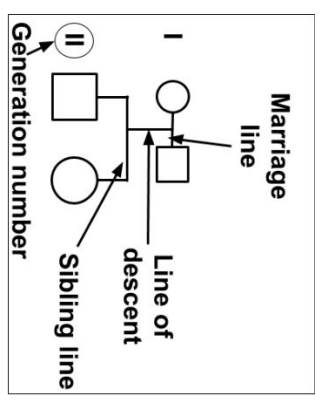 Marriage
line
I
Line of
descent
II
Sibling line
Generation number